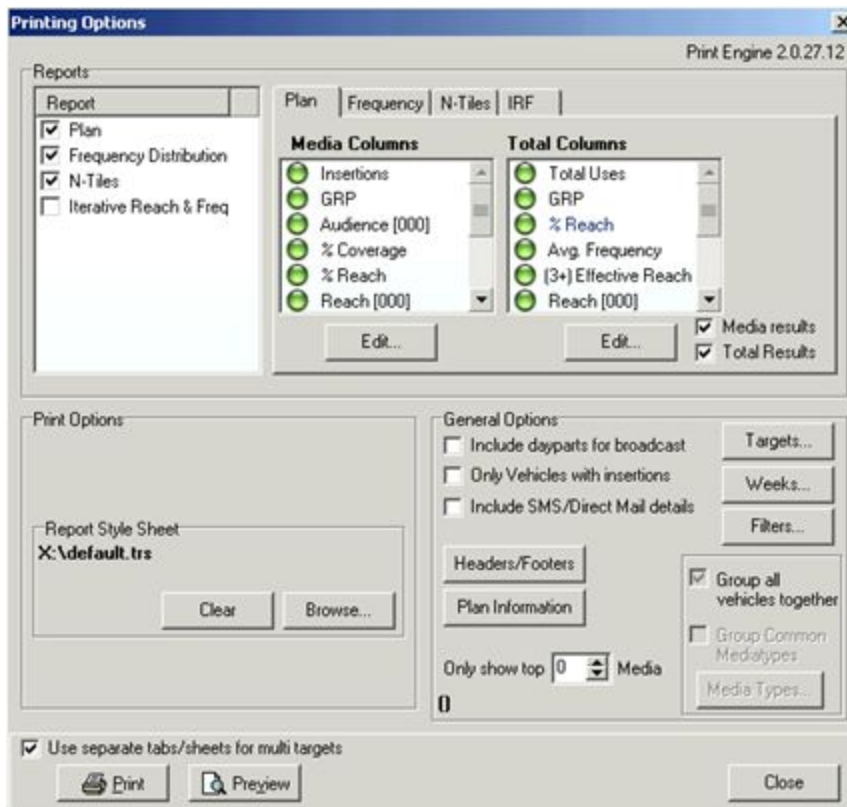 Printing Options
Print Engine 2.0.27.12
Reports
Report
Plan
Frequency Distribution
N-Tiles
Iterative Reach & Freq
Plan Frequency N-Tiles IRF
Media Columns
Insertions
GRP
Audience [000]
% Coverage
% Reach
Reach [000]
Edit...
Total Columns
Total Uses
GRP
% Reach
Avg. Frequency
(3+) Effective Reach
Reach [000]
Edit...
Media results
Total Results
Print Options
Report Style Sheet
X:\default.trs
Clear Browse...
General Options
Include dayparts for broadcast
Only Vehicles with insertions
Include SMS/Direct Mail details
Targets...
Weeks...
Filters...
Headers/Footers
Plan Information
Only show top 0 Media
()
Group all
vehicles together
Group Common
Mediatypes
Media Types...
Use separate tabs/sheets for multi targets
Print Preview Close